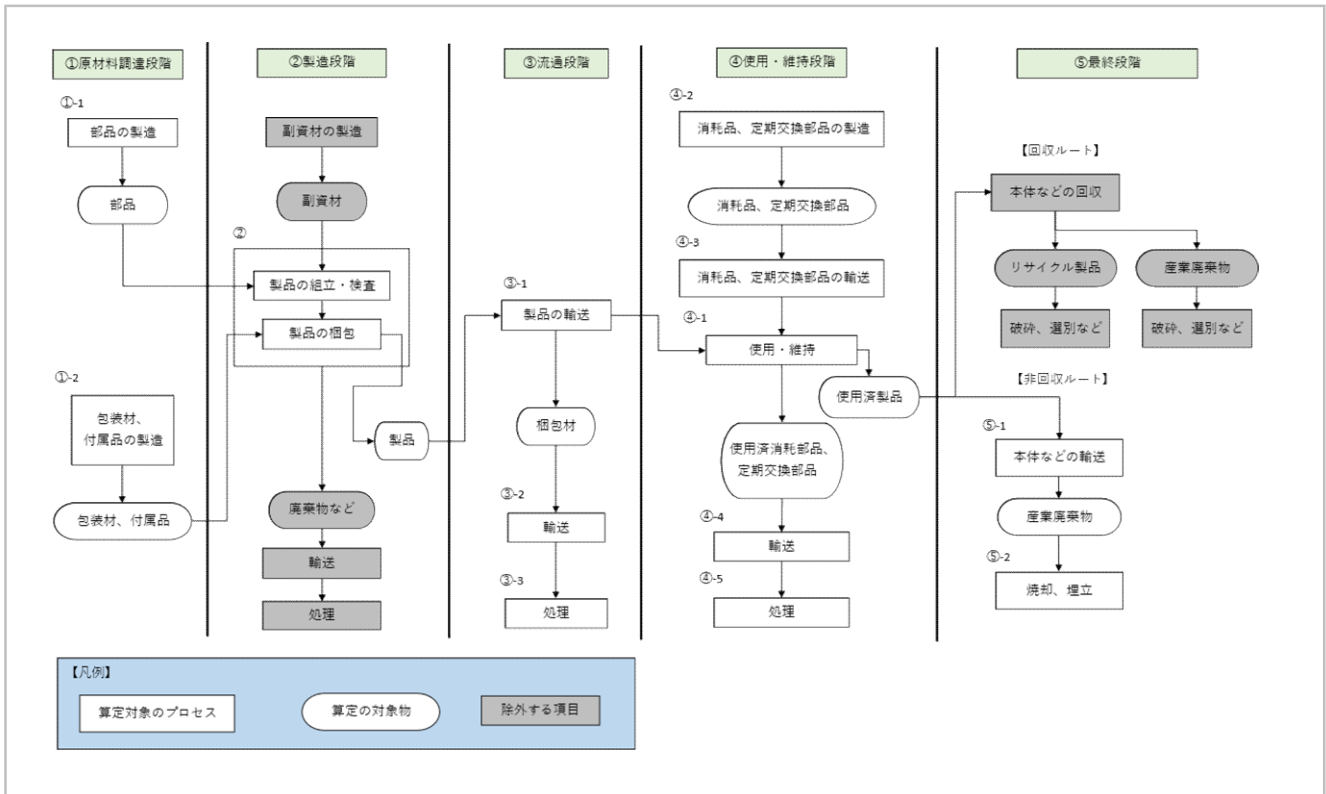 ①原材料調達段階
①-1
部品の製造
部品
①-2
包装材、
付属品の製造
包装材、付属品
②製造段階
副資材の製造
副資材
②
製品の組立・検査
製品の梱包
製品
廃棄物など
輸送
処理
③流通段階
③-1
製品の輸送
梱包材
③-2
輸送
③-3
処理
④使用・維持段階
④-2
消耗品、定期交換部品の製造
消耗品、定期交換部品
④-3
消耗品、定期交換部品の輸送
④-1
使用・維持
使用済製品
使用済消耗部品、
定期交換部品
④-4
輸送
④-5
処理
⑤最終段階
【回収ルート】
本体などの回収
リサイクル製品
産業廃棄物
破砕、選別など
破砕、選別など
【非回収ルート】
⑤-1
本体などの輸送
産業廃棄物
⑤-2
焼却、埋立
【凡例】
算定対象のプロセス
算定の対象物
除外する項目